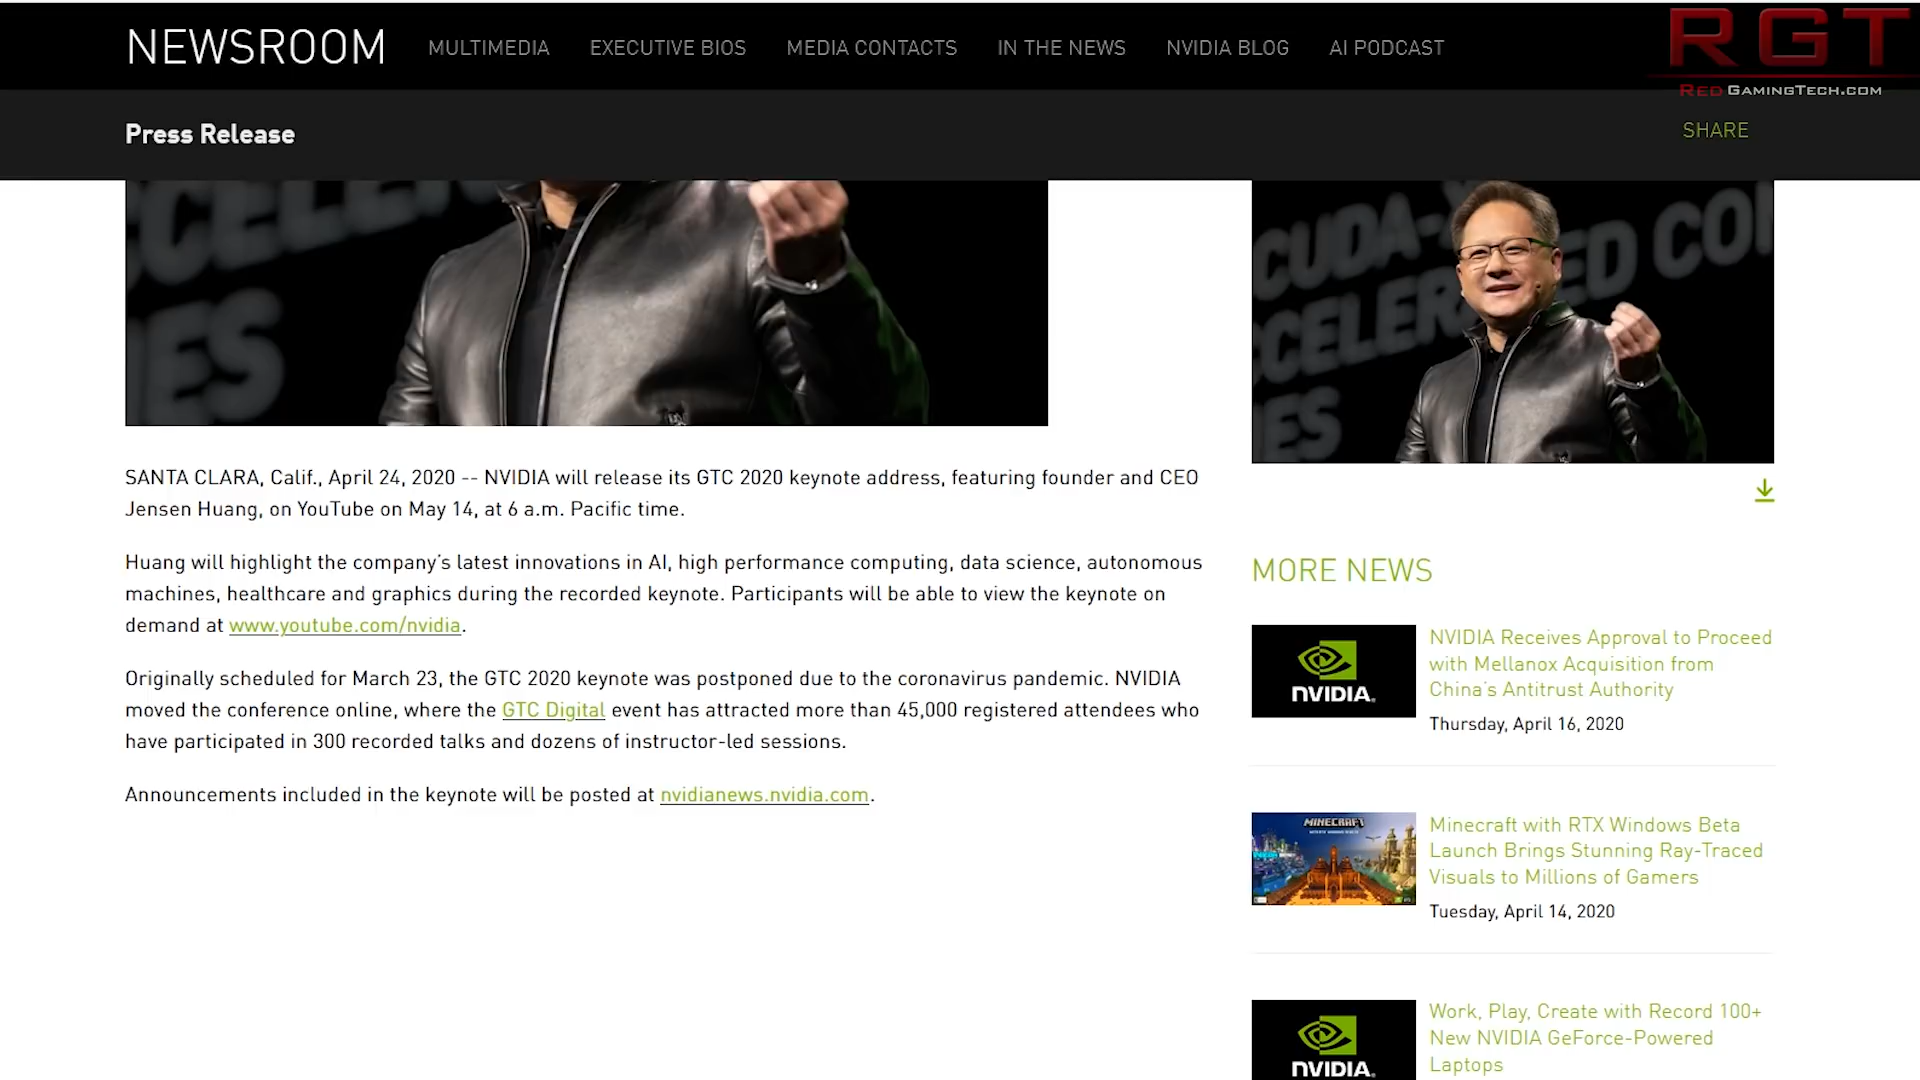 NEWSROOM MULTIMEDIA EXECUTIVE BIOS MEDIA CONTACTS IN THE NEWS NVIDIA BLOG AI PODCAST
RGT
REDGAMINGTECH.COM
Press Release
SHARE
CELER
ES
CUDA-X
CCELERATED CO
ES
SANTA CLARA, Calif., April 24, 2020 -- NVIDIA will release its GTC 2020 keynote address, featuring founder and CEO
Jensen Huang, on YouTube on May 14, at 6 a.m. Pacific time.
Huang will highlight the company's latest innovations in AI, high performance computing, data science, autonomous
machines, healthcare and graphics during the recorded keynote. Participants will be able to view the keynote on
demand at www.youtube.com/nvidia.
Originally scheduled for March 23, the GTC 2020 keynote was postponed due to the coronavirus pandemic. NVIDIA
moved the conference online, where the GTC Digital event has attracted more than 45,000 registered attendees who
have participated in 300 recorded talks and dozens of instructor-led sessions.
Announcements included in the keynote will be posted at nvidianews.nvidia.com.
MORE NEWS
NVIDIA.
NVIDIA Receives Approval to Proceed
with Mellanox Acquisition from
China's Antitrust Authority
Thursday, April 16, 2020
MINECRAFT
Minecraft with RTX Windows Beta
Launch Brings Stunning Ray-Traced
Visuals to Millions of Gamers
Tuesday, April 14, 2020
NVIDIA.
Work, Play, Create with Record 100+
New NVIDIA GeForce-Powered
Laptops